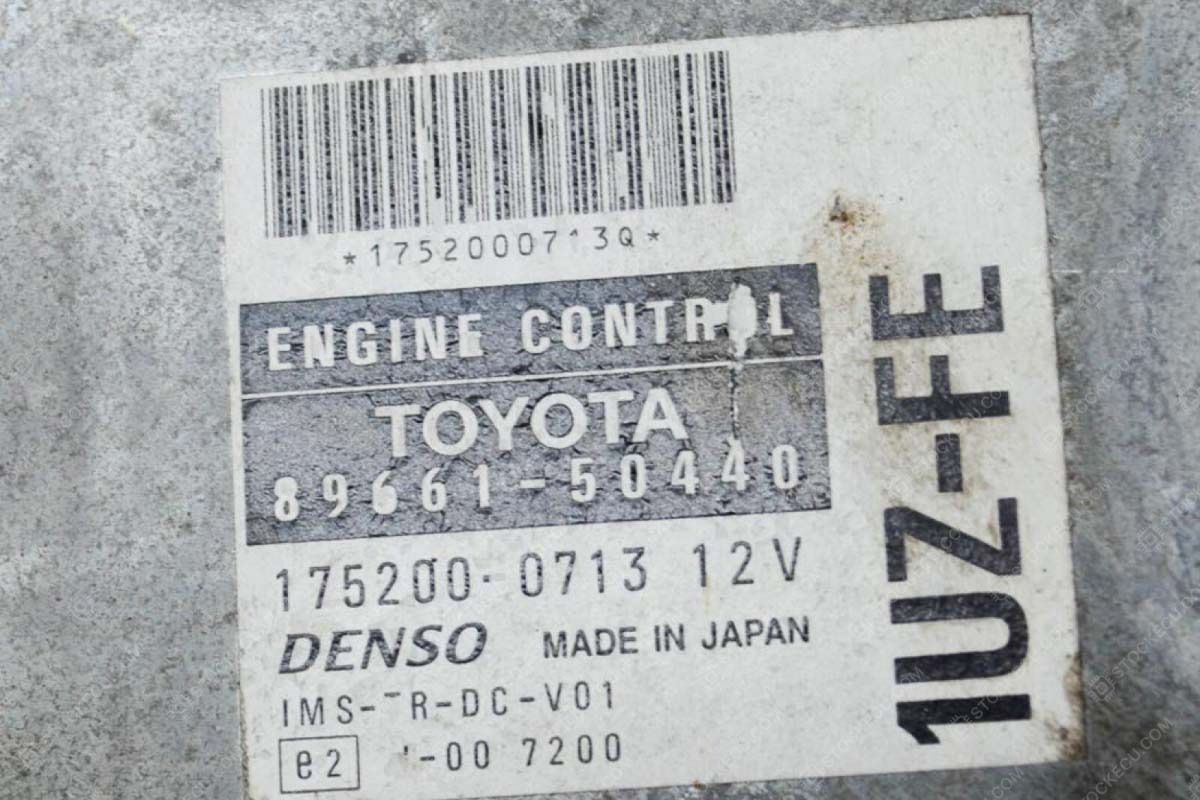 *1752000713Q*
ENGINE CONTROL
TOYOTA
89661-50440
175200-0713 12V
DENSO MADE IN JAPAN
IMS- R-DC-V01
e2 -00 7200
1UZ-FE